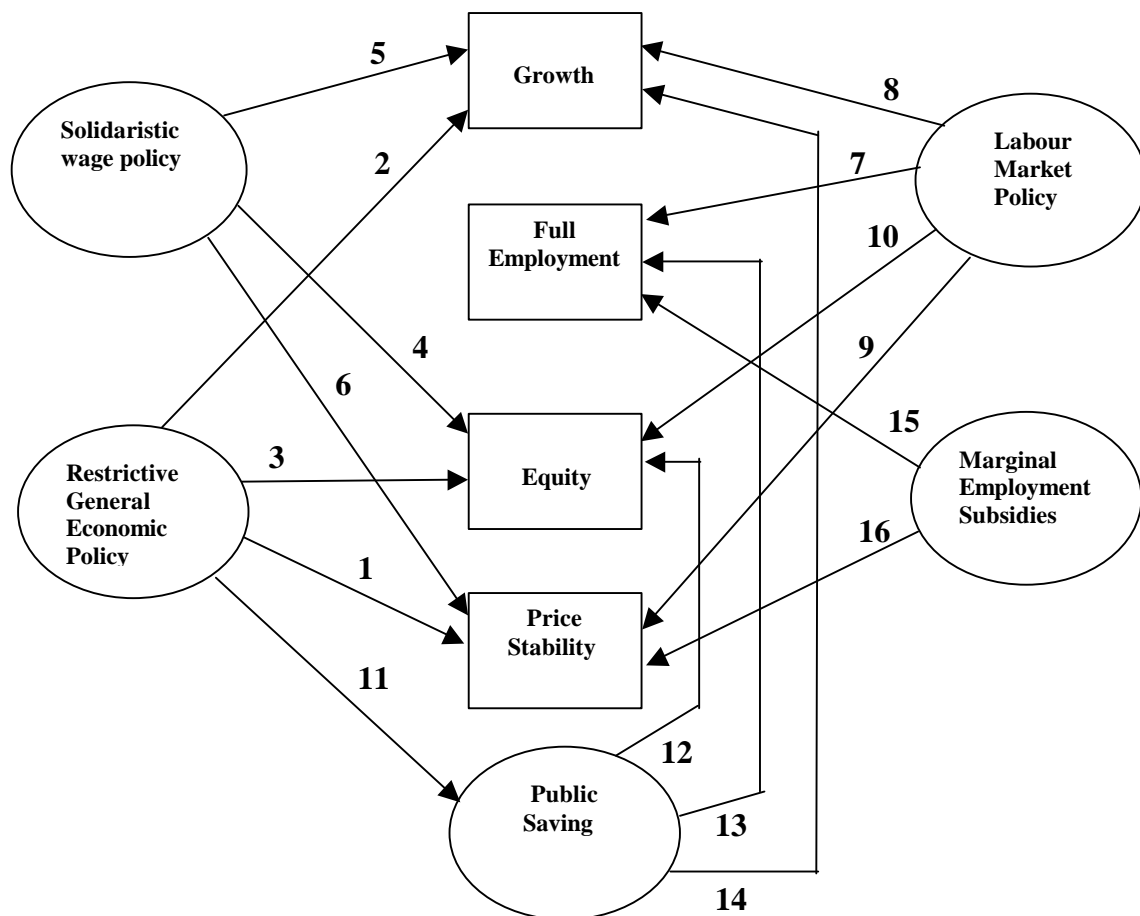 5
Growth
8
Solidaristic
wage policy
2
7
Labour
Market
Policy
Full
Employment
10
4
9
6
15
3
Restrictive
General
Economic
Policy
Equity
Marginal
Employment
Subsidies
16
1
Price
Stability
11
12
Public
Saving
13
14